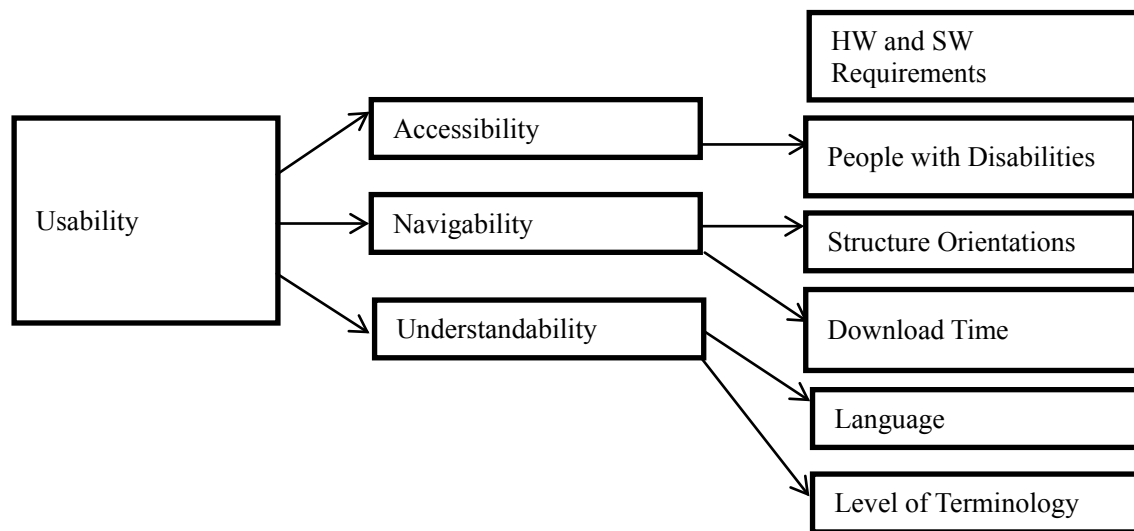 HW and SW
Requirements
Accessibility
People with Disabilities
Usability
Navigability
Structure Orientations
Understandability
Download Time
Language
Level of Terminology